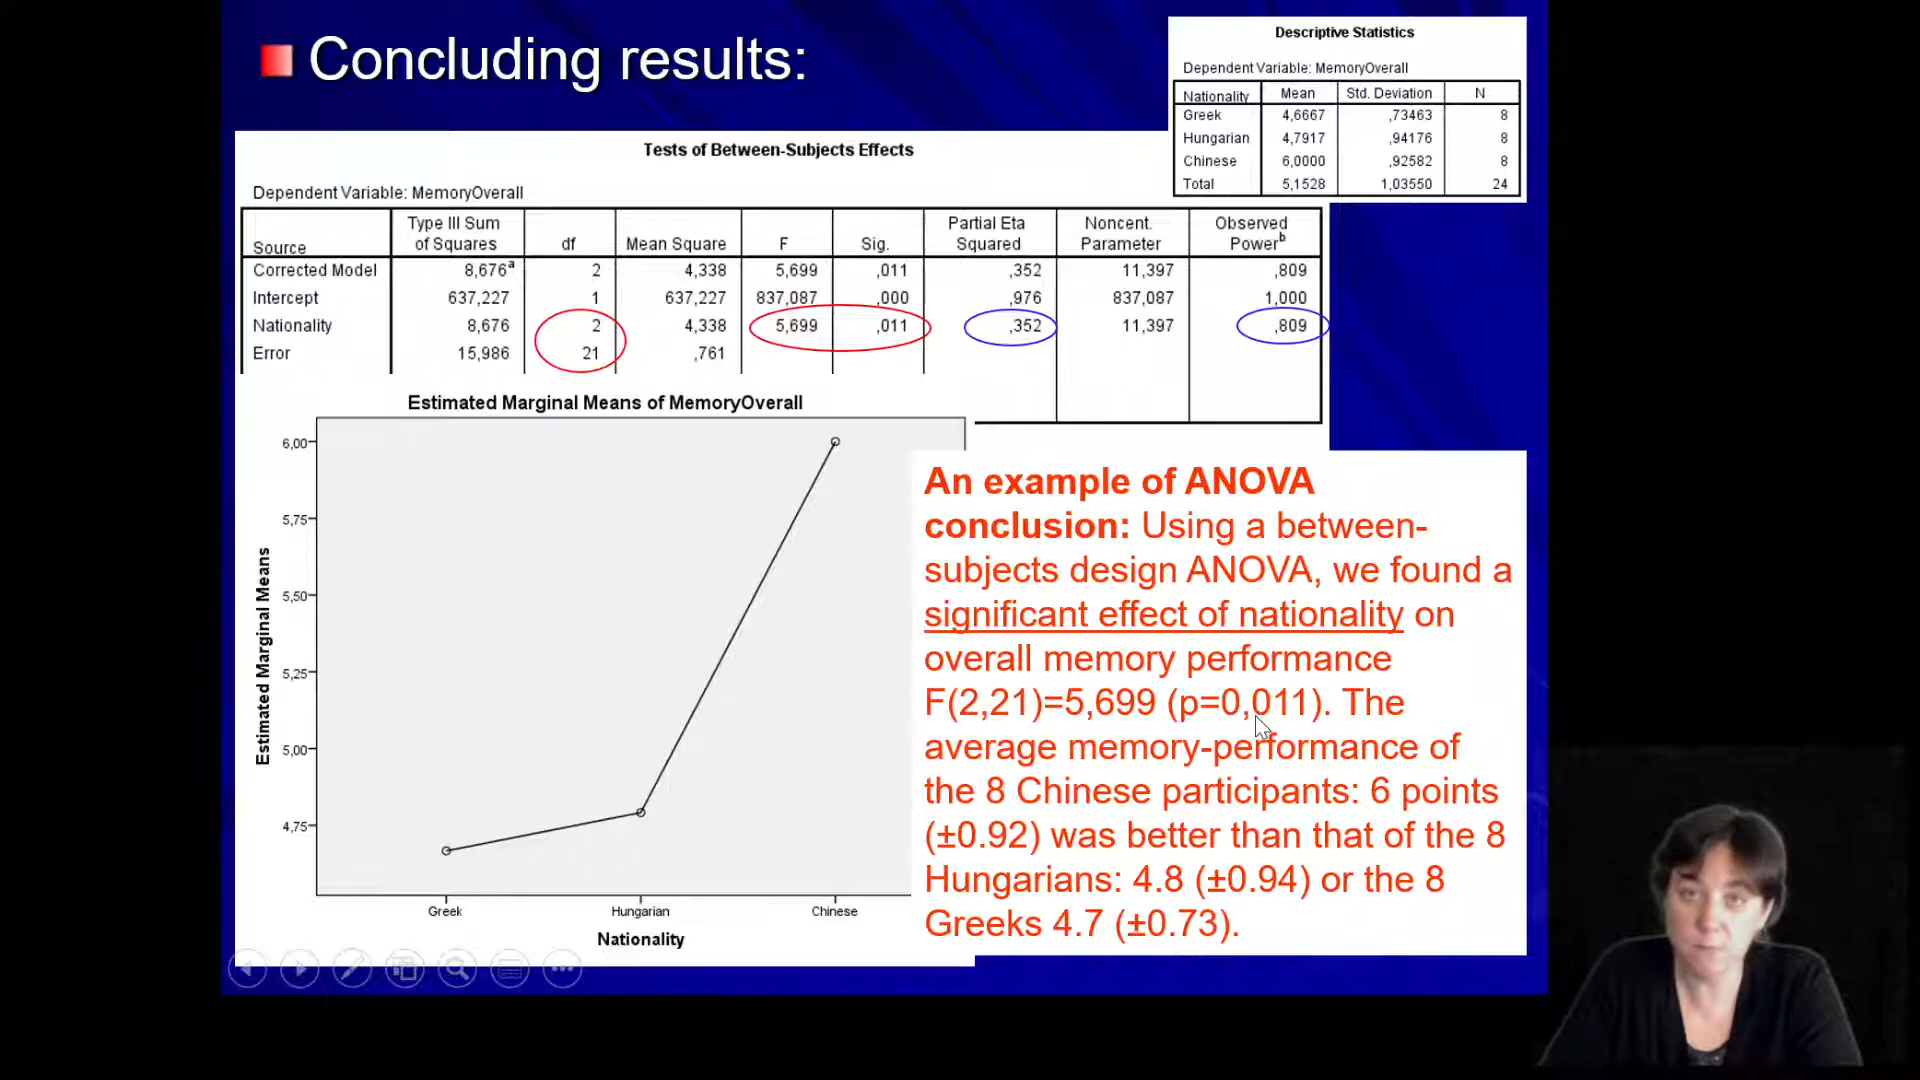 Concluding results:
Descriptive Statistics
Dependent Variable: MemoryOverall
Nationality Mean Std. Deviation N
Greek 4,6667 ,73463 8
Hungarian 4,7917 ,94176 8
Chinese 6,0000 ,92582 8
Total 5,1528 1,03550 24
Tests of Between-Subjects Effects
Dependent Variable: MemoryOverall
Source Type III Sum of Squares df Mean Square F Sig. Partial Eta Squared Noncent. Parameter Observed Powerb
Corrected Model 8,676a 2 4,338 5,699 ,011 ,352 11,397 ,809
Intercept 637,227 1 637,227 837,087 ,000 ,976 837,087 1,000
Nationality 8,676 2 4,338 5,699 ,011 ,352 11,397 ,809
Error 15,986 21 ,761
Estimated Marginal Means of MemoryOverall
Estimated Marginal Means
6,00
5,75
5,50
5,25
5,00
4,75
Greek Hungarian Chinese
Nationality
An example of ANOVA
conclusion: Using a between-
subjects design ANOVA, we found a
significant effect of nationality on
overall memory performance
F(2,21)=5,699 (p=0,011). The
average memory-performance of
the 8 Chinese participants: 6 points
(±0.92) was better than that of the 8
Hungarians: 4.8 (±0.94) or the 8
Greeks 4.7 (±0.73).